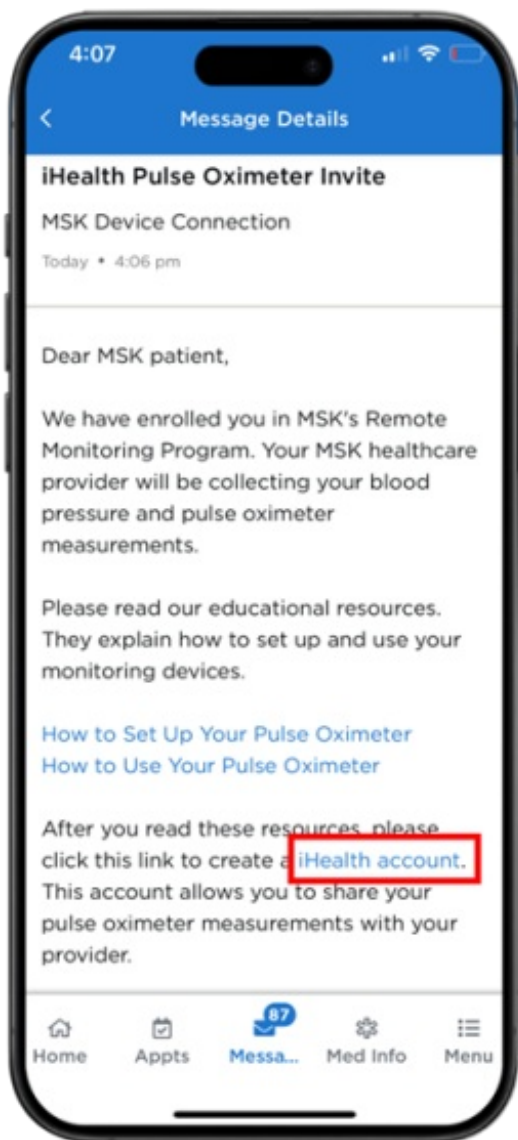 4:07
Message Details
iHealth Pulse Oximeter Invite
MSK Device Connection
Today • 4:06 pm
Dear MSK patient,
We have enrolled you in MSK's Remote
Monitoring Program. Your MSK healthcare
provider will be collecting your blood
pressure and pulse oximeter
measurements.
Please read our educational resources.
They explain how to set up and use your
monitoring devices.
How to Set Up Your Pulse Oximeter
How to Use Your Pulse Oximeter
After you read these resources, please
click this link to create a iHealth account.
This account allows you to share your
pulse oximeter measurements with your
provider.
87
Home Appts Messa... Med Info Menu